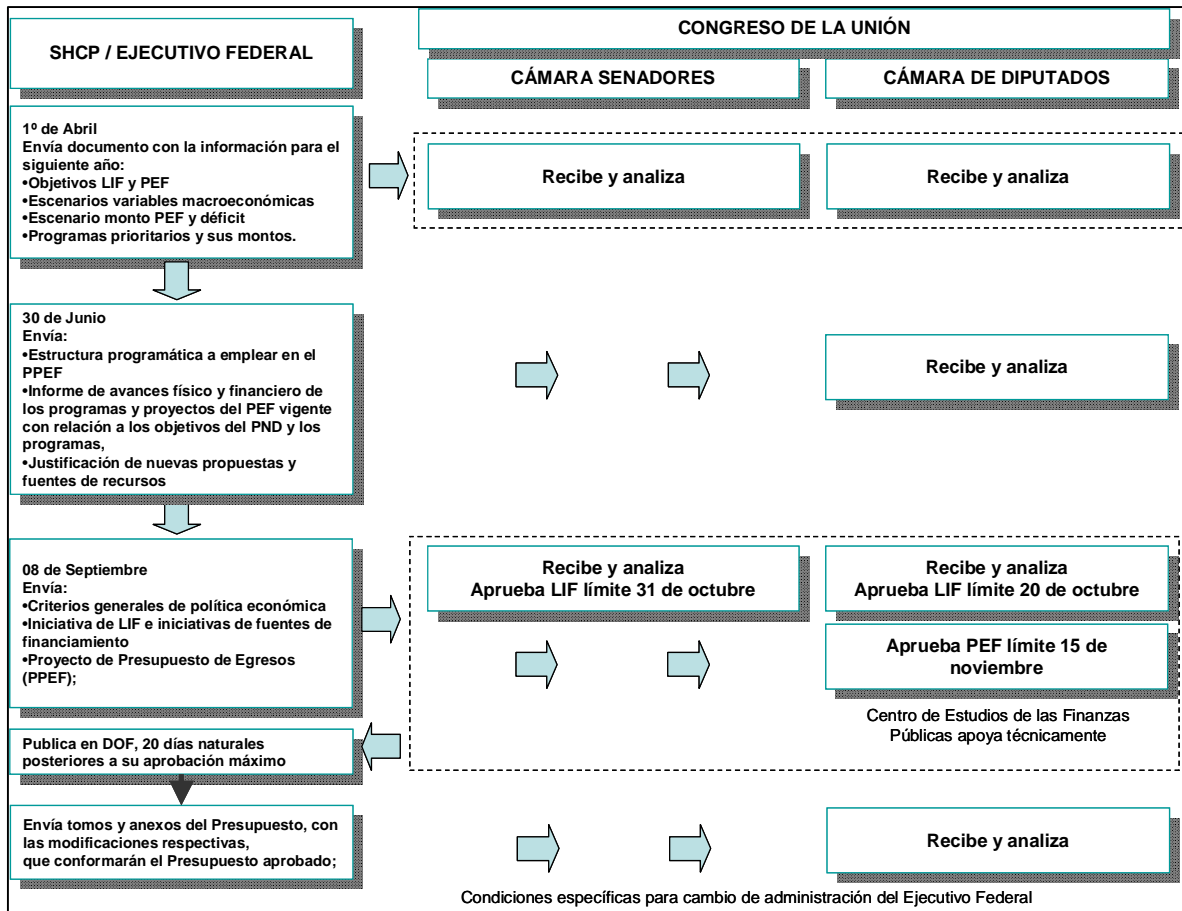 SHCP / EJECUTIVO FEDERAL
CONGRESO DE LA UNIÓN
CÁMARA SENADORES
CÁMARA DE DIPUTADOS
1º de Abril
Envía documento con la información para el
siguiente año:
•Objetivos LIF y PEF
•Escenarios variables macroeconómicas
•Escenario monto PEF y déficit
•Programas prioritarios y sus montos.
Recibe y analiza
Recibe y analiza
30 de Junio
Envía:
•Estructura programática a emplear en el
PPEF
•Informe de avances físico y financiero de
los programas y proyectos del PEF vigente
con relación a los objetivos del PND y los
programas,
•Justificación de nuevas propuestas y
fuentes de recursos
Recibe y analiza
08 de Septiembre
Envía:
•Criterios generales de política económica
•Iniciativa de LIF e iniciativas de fuentes de
financiamiento
•Proyecto de Presupuesto de Egresos
(PPEF);
Recibe y analiza
Aprueba LIF límite 31 de octubre
Recibe y analiza
Aprueba LIF límite 20 de octubre
Aprueba PEF límite 15 de
noviembre
Centro de Estudios de las Finanzas
Públicas apoya técnicamente
Publica en DOF, 20 días naturales
posteriores a su aprobación máximo
Envía tomos y anexos del Presupuesto, con
las modificaciones respectivas,
que conformarán el Presupuesto aprobado;
Recibe y analiza
Condiciones específicas para cambio de administración del Ejecutivo Federal